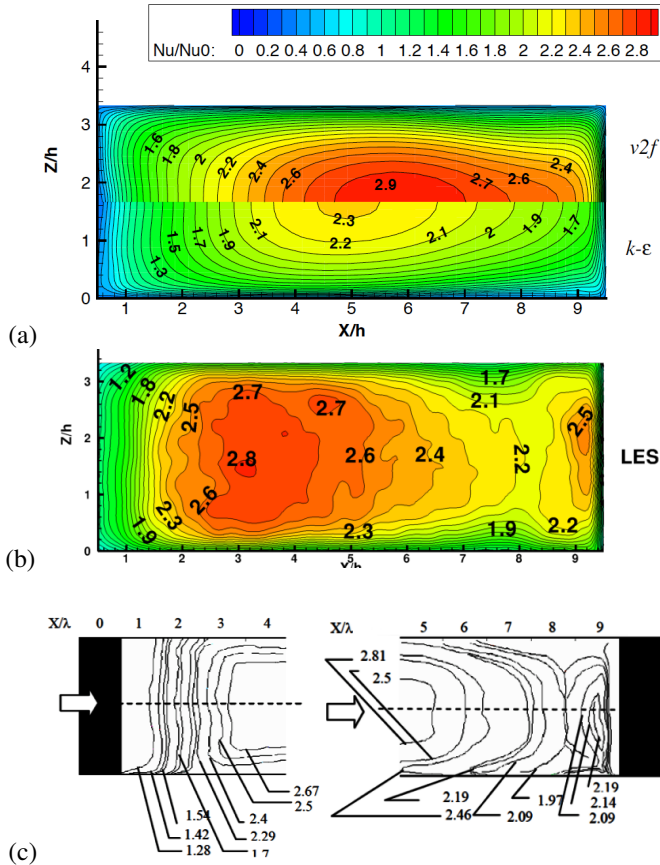 Nu/Nu0: 0 0.2 0.4 0.6 0.8 1 1.2 1.4 1.6 1.8 2 2.2 2.4 2.6 2.8
Z/h
4
3
2
1
0
1.6 1.8 2 2.2 2.4 2.6 2.9 2.7 2.6 2.4
v2f
1.3 1.5 1.7 1.9 2.1 2.3 2.2 2.1 2 1.9 1.7
k-ε
1 2 3 4 5 6 7 8 9
X/h
(a)
Z/h
3
2
1
0
1.2 1.8 2.2 2.5 2.7 2.7 1.7
2.1
2.8 2.6 2.4 2.2 2.5
LES
1.9 2.3 2.6 2.3 1.9 2.2
1 2 3 4 5 6 7 8 9
X/h
(b)
X/λ 0 1 2 3 4
X/λ 5 6 7 8 9
2.81
2.5
2.67
2.5
1.54
1.42
1.28
2.4
2.29
1.7
2.19
2.46
1.97
2.09
2.19
2.14
2.09
(c)